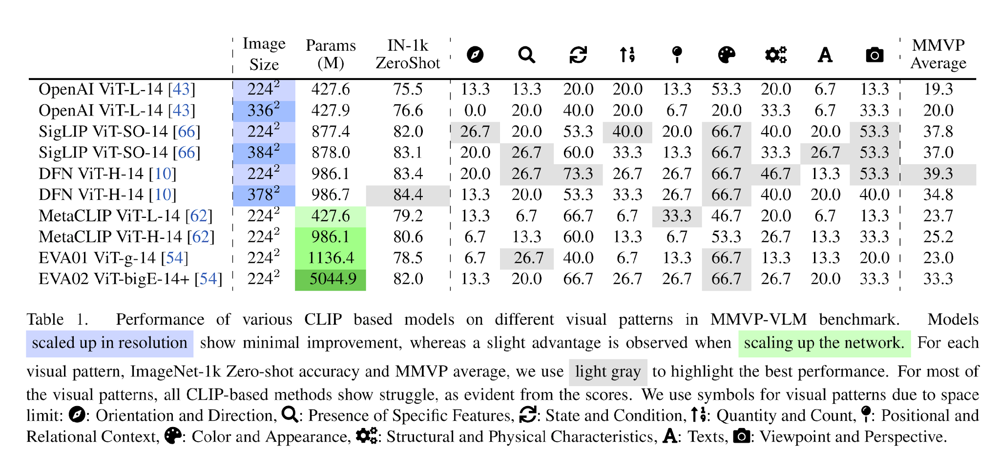 Image Size Params (M) IN-1k ZeroShot MMVP Average
OpenAI ViT-L-14 [43] 224² 427.6 75.5 13.3 13.3 20.0 20.0 13.3 53.3 20.0 6.7 13.3 19.3
OpenAI ViT-L-14 [43] 336² 427.9 76.6 0.0 20.0 40.0 20.0 6.7 20.0 33.3 6.7 33.3 20.0
SigLIP ViT-SO-14 [66] 224² 877.4 82.0 26.7 20.0 53.3 40.0 20.0 66.7 40.0 20.0 53.3 37.8
SigLIP ViT-SO-14 [66] 384² 878.0 83.1 20.0 26.7 60.0 33.3 13.3 66.7 33.3 26.7 53.3 37.0
DFN ViT-H-14 [10] 224² 986.1 83.4 20.0 26.7 73.3 26.7 26.7 66.7 46.7 13.3 53.3 39.3
DFN ViT-H-14 [10] 378² 986.7 84.4 13.3 20.0 53.3 33.3 26.7 66.7 40.0 20.0 40.0 34.8
MetaCLIP ViT-L-14 [62] 224² 427.6 79.2 13.3 6.7 66.7 6.7 33.3 46.7 20.0 6.7 13.3 23.7
MetaCLIP ViT-H-14 [62] 224² 986.1 80.6 6.7 13.3 60.0 13.3 6.7 53.3 26.7 13.3 33.3 25.2
EVA01 ViT-g-14 [54] 224² 1136.4 78.5 6.7 26.7 40.0 6.7 13.3 66.7 13.3 13.3 20.0 23.0
EVA02 ViT-bigE-14+ [54] 224² 5044.9 82.0 13.3 20.0 66.7 26.7 26.7 66.7 26.7 20.0 33.3 33.3
Table 1. Performance of various CLIP based models on different visual patterns in MMVP-VLM benchmark. Models
scaled up in resolution show minimal improvement, whereas a slight advantage is observed when scaling up the network. For each
visual pattern, ImageNet-1k Zero-shot accuracy and MMVP average, we use light gray to highlight the best performance. For most of
the visual patterns, all CLIP-based methods show struggle, as evident from the scores. We use symbols for visual patterns due to space
limit: : Orientation and Direction, : Presence of Specific Features, : State and Condition, : Quantity and Count, : Positional and
Relational Context, : Color and Appearance, : Structural and Physical Characteristics, A: Texts, : Viewpoint and Perspective.